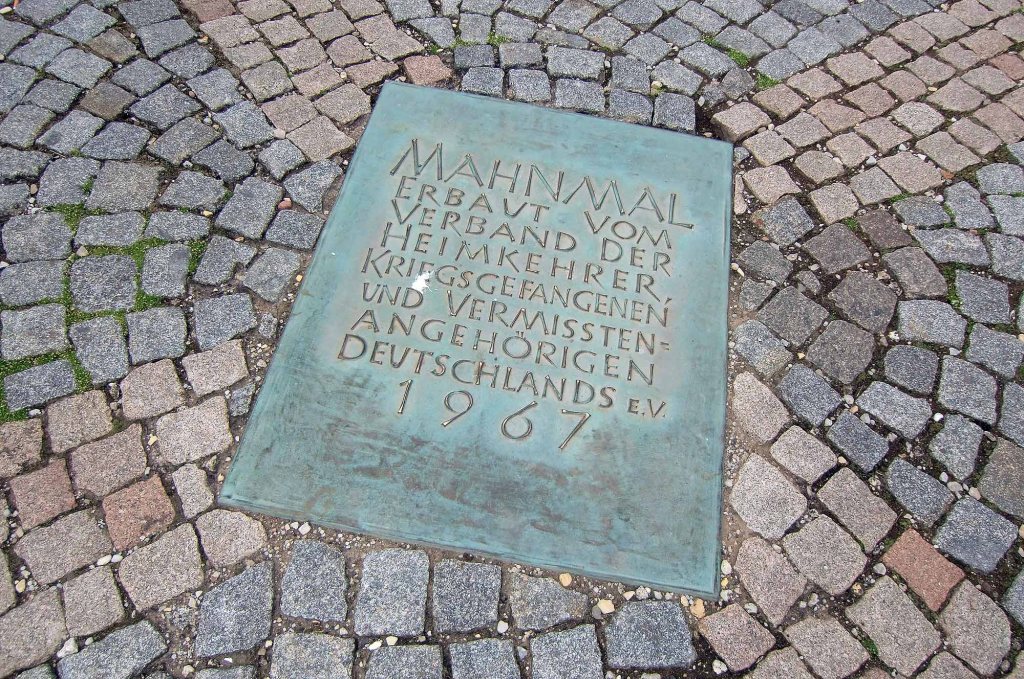 MAHNMAL
ERBAUT VOM
VERBAND DER
HEIMKEHRER,
KRIEGSGEFANGENEN
UND VERMISSTEN=
ANGEHÖRIGEN
DEUTSCHLANDS E.V.
1967